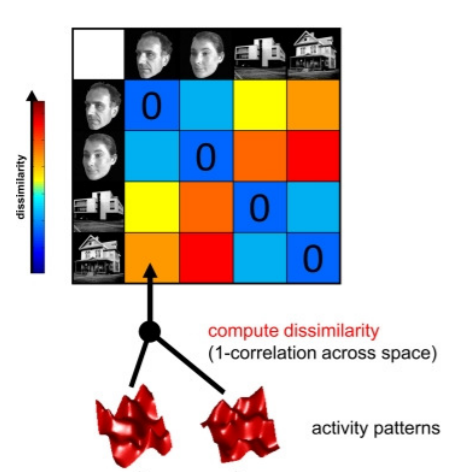 0
0
0
0
dissimilarity
compute dissimilarity
(1-correlation across space)
activity patterns